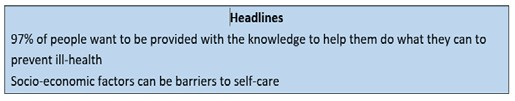 Headlines
97% of people want to be provided with the knowledge to help them do what they can to
prevent ill-health
Socio-economic factors can be barriers to self-care